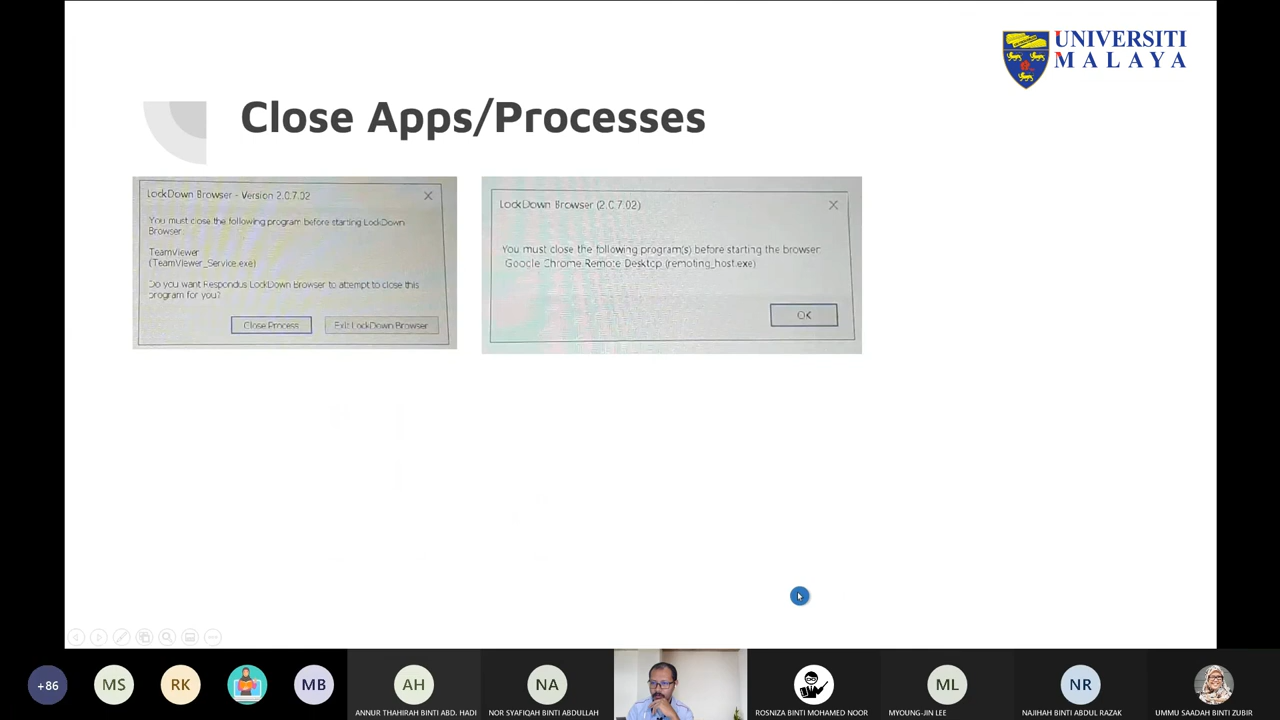 UNIVERSITI
MALAYA
Close Apps/Processes
LockDown Browser - Version 2.0.7.02
You must close the following program before starting LockDown
Browser.
TeamViewer
(TeamViewer_Service.exe)
Do you want Respondus LockDown Browser to attempt to close this
program for you?
Close Process
Exit LockDown Browser
LockDown Browser (2.0.7.02)
You must close the following program(s) before starting the browser:
Google Chrome Remote Desktop (remoting_host.exe)
OK
+86
MS
RK
MB
AH
NA
ML
NR
ANNUR THAHIRAH BINTI ABD. HADI
NOR SYAFIQAH BINTI ABDULLAH
ROSNIZA BINTI MOHAMED NOOR
MYOUNG-JIN LEE
NAJIHAH BINTI ABDUL RAZAK
UMMU SAADAH BINTI ZUBIR